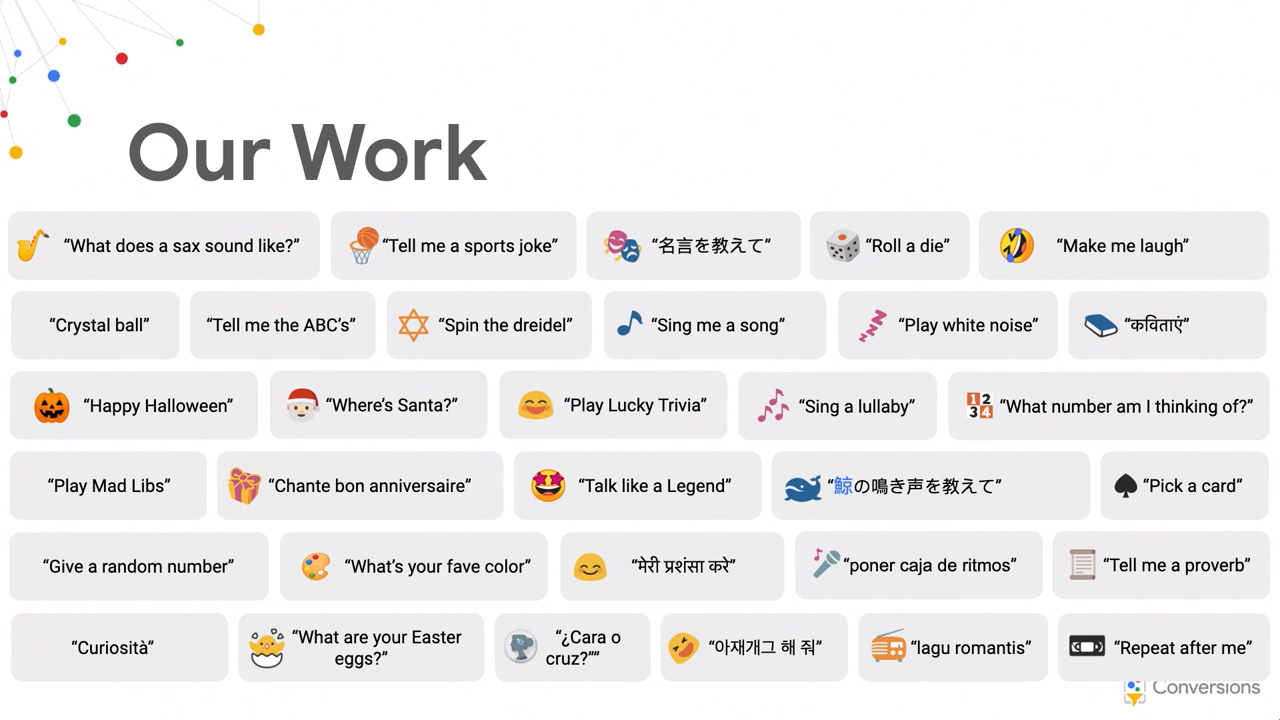 Our Work
“What does a sax sound like?”
“Tell me a sports joke”
“名言を教えて”
“Roll a die”
“Make me laugh”
“Crystal ball”
“Tell me the ABC’s”
“Spin the dreidel”
“Sing me a song”
“Play white noise”
“कविताएं”
“Happy Halloween”
“Where’s Santa?”
“Play Lucky Trivia”
“Sing a lullaby”
1234
“What number am I thinking of?”
“Play Mad Libs”
“Chante bon anniversaire”
“Talk like a Legend”
“鯨の鳴き声を教えて”
“Pick a card”
“Give a random number”
“What’s your fave color”
“मेरी प्रशंसा करे”
“poner caja de ritmos”
“Tell me a proverb”
“Curiosità”
“What are your Easter
eggs?”
“¿Cara o
cruz?””
“아재개그 해 줘”
“lagu romantis”
“Repeat after me”
Conversions